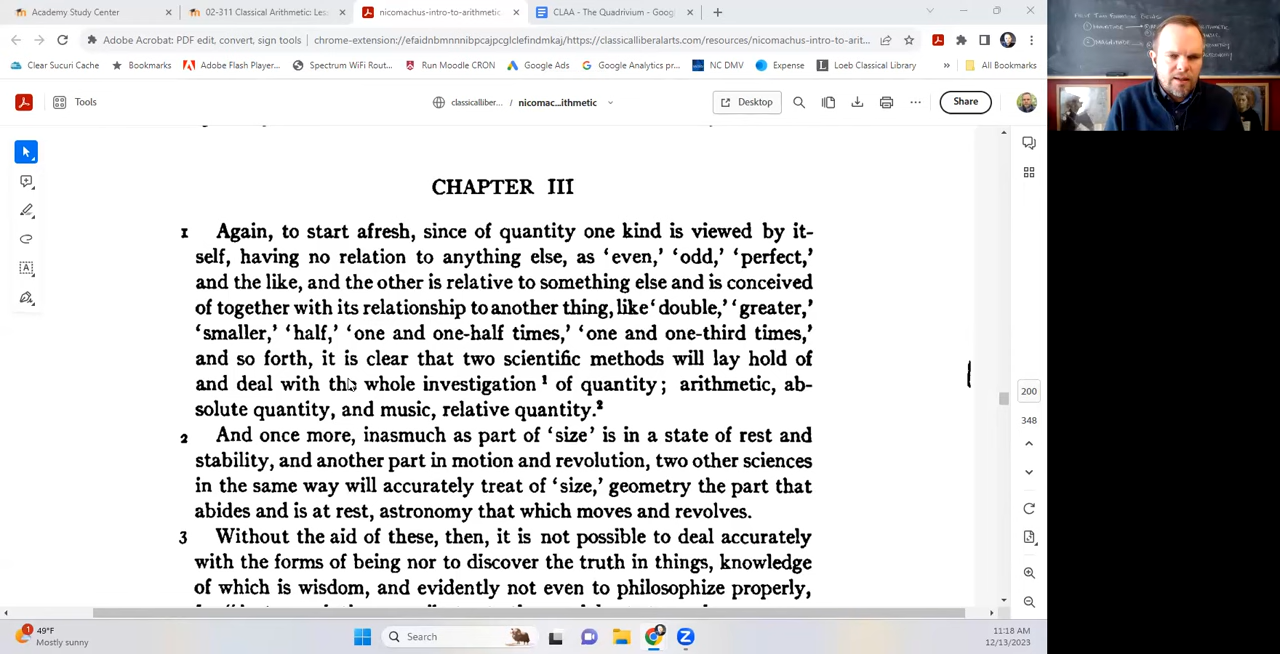 Academy Study Center
02-311 Classical Arithmetic: Les
nicomachus-intro-to-arithmetic
CLAA - The Quadrivium - Goog
Adobe Acrobat: PDF edit, convert, sign tools
chrome-extension://efaidnbmnnnibpcajpcglclefindmkaj/https://classicalliberalarts.com/resources/nicomachus-intro-to-arit...
Clear Sucuri Cache
Bookmarks
Adobe Flash Player...
Spectrum WiFi Rout...
Run Moodle CRON
Google Ads
Google Analytics pr...
NC DMV
Expense
Loeb Classical Library
»
All Bookmarks
Tools
classicalliber... / nicomac...ithmetic
Desktop
Share
CHAPTER III
1 Again, to start afresh, since of quantity one kind is viewed by it-
self, having no relation to anything else, as ‘even,’ ‘odd,’ ‘perfect,’
and the like, and the other is relative to something else and is conceived
of together with its relationship to another thing, like ‘double,’ ‘greater,’
‘smaller,’ ‘half,’ ‘one and one-half times,’ ‘one and one-third times,’
and so forth, it is clear that two scientific methods will lay hold of
and deal with the whole investigation ¹ of quantity; arithmetic, ab-
solute quantity, and music, relative quantity.²
2 And once more, inasmuch as part of ‘size’ is in a state of rest and
stability, and another part in motion and revolution, two other sciences
in the same way will accurately treat of ‘size,’ geometry the part that
abides and is at rest, astronomy that which moves and revolves.
3 Without the aid of these, then, it is not possible to deal accurately
with the forms of being nor to discover the truth in things, knowledge
of which is wisdom, and evidently not even to philosophize properly,
200
348
1
49°F
Mostly sunny
Search
11:18 AM
12/13/2023